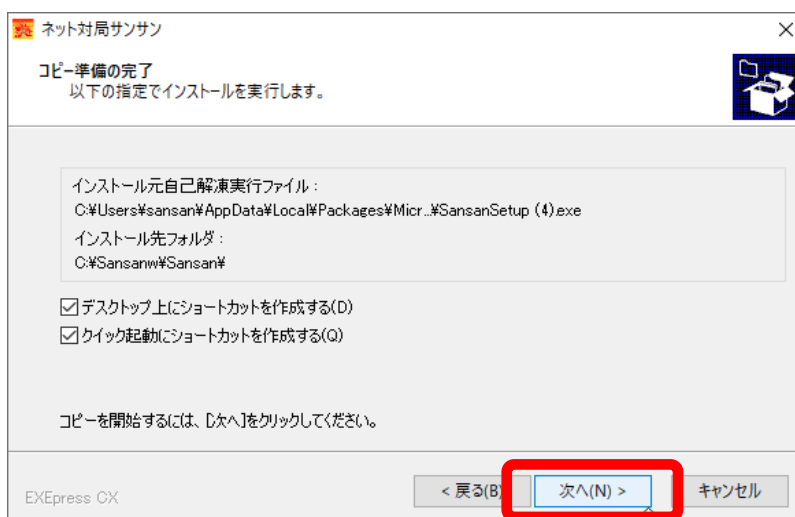 ネット対局サンサン
コピー準備の完了
以下の指定でインストールを実行します。
インストール元自己解凍実行ファイル：
C:¥Users¥sansan¥AppData¥Local¥Packages¥Micr...¥SansanSetup (4).exe
インストール先フォルダ：
C:¥Sansanw¥Sansan¥
デスクトップ上にショートカットを作成する(D)
クイック起動にショートカットを作成する(Q)
コピーを開始するには、[次へ]をクリックしてください。
EXEpress CX
< 戻る(B) 次へ(N) > キャンセル